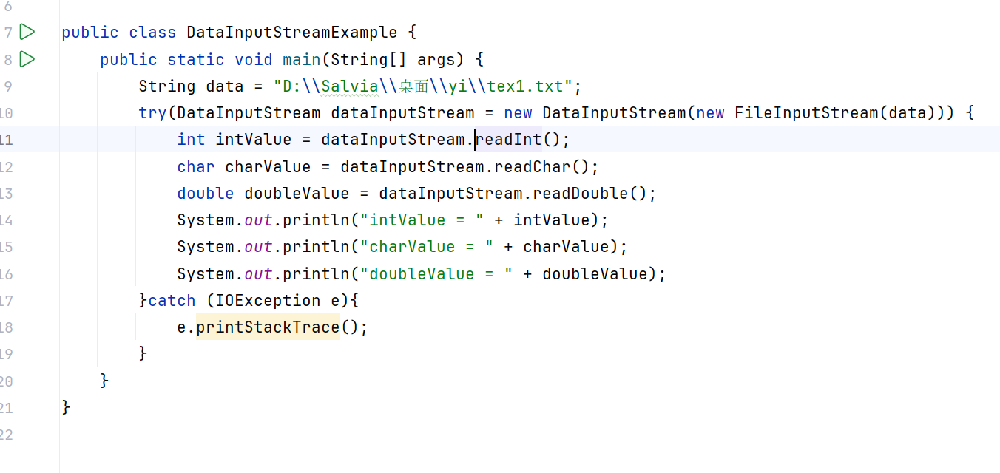 6
7 public class DataInputStreamExample {
8 public static void main(String[] args) {
9 String data = "D:\\Salvia\\桌面\\yi\\tex1.txt";
10 try(DataInputStream dataInputStream = new DataInputStream(new FileInputStream(data))) {
11 int intValue = dataInputStream.readInt();
12 char charValue = dataInputStream.readChar();
13 double doubleValue = dataInputStream.readDouble();
14 System.out.println("intValue = " + intValue);
15 System.out.println("charValue = " + charValue);
16 System.out.println("doubleValue = " + doubleValue);
17 }catch (IOException e){
18 e.printStackTrace();
19 }
20 }
21 }
22